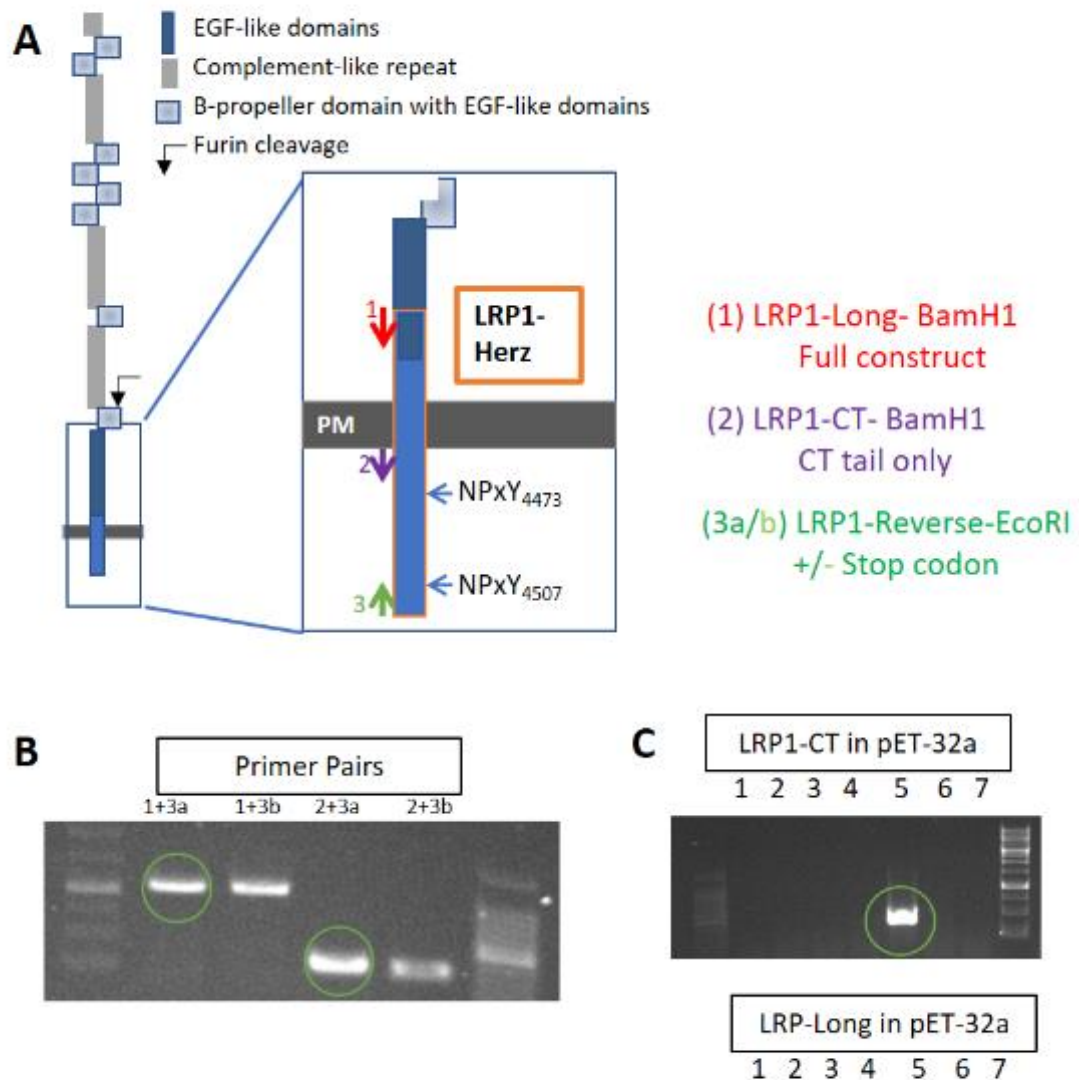 A
EGF-like domains
Complement-like repeat
B-propeller domain with EGF-like domains
Furin cleavage
1
LRP1-
Herz
PM
2
NPxY4473
NPxY4507
3
(1) LRP1-Long- BamH1
Full construct
(2) LRP1-CT- BamH1
CT tail only
(3a/b) LRP1-Reverse-EcoRI
+/- Stop codon
B
Primer Pairs
1+3a 1+3b 2+3a 2+3b
C
LRP1-CT in pET-32a
1 2 3 4 5 6 7
LRP-Long in pET-32a
1 2 3 4 5 6 7